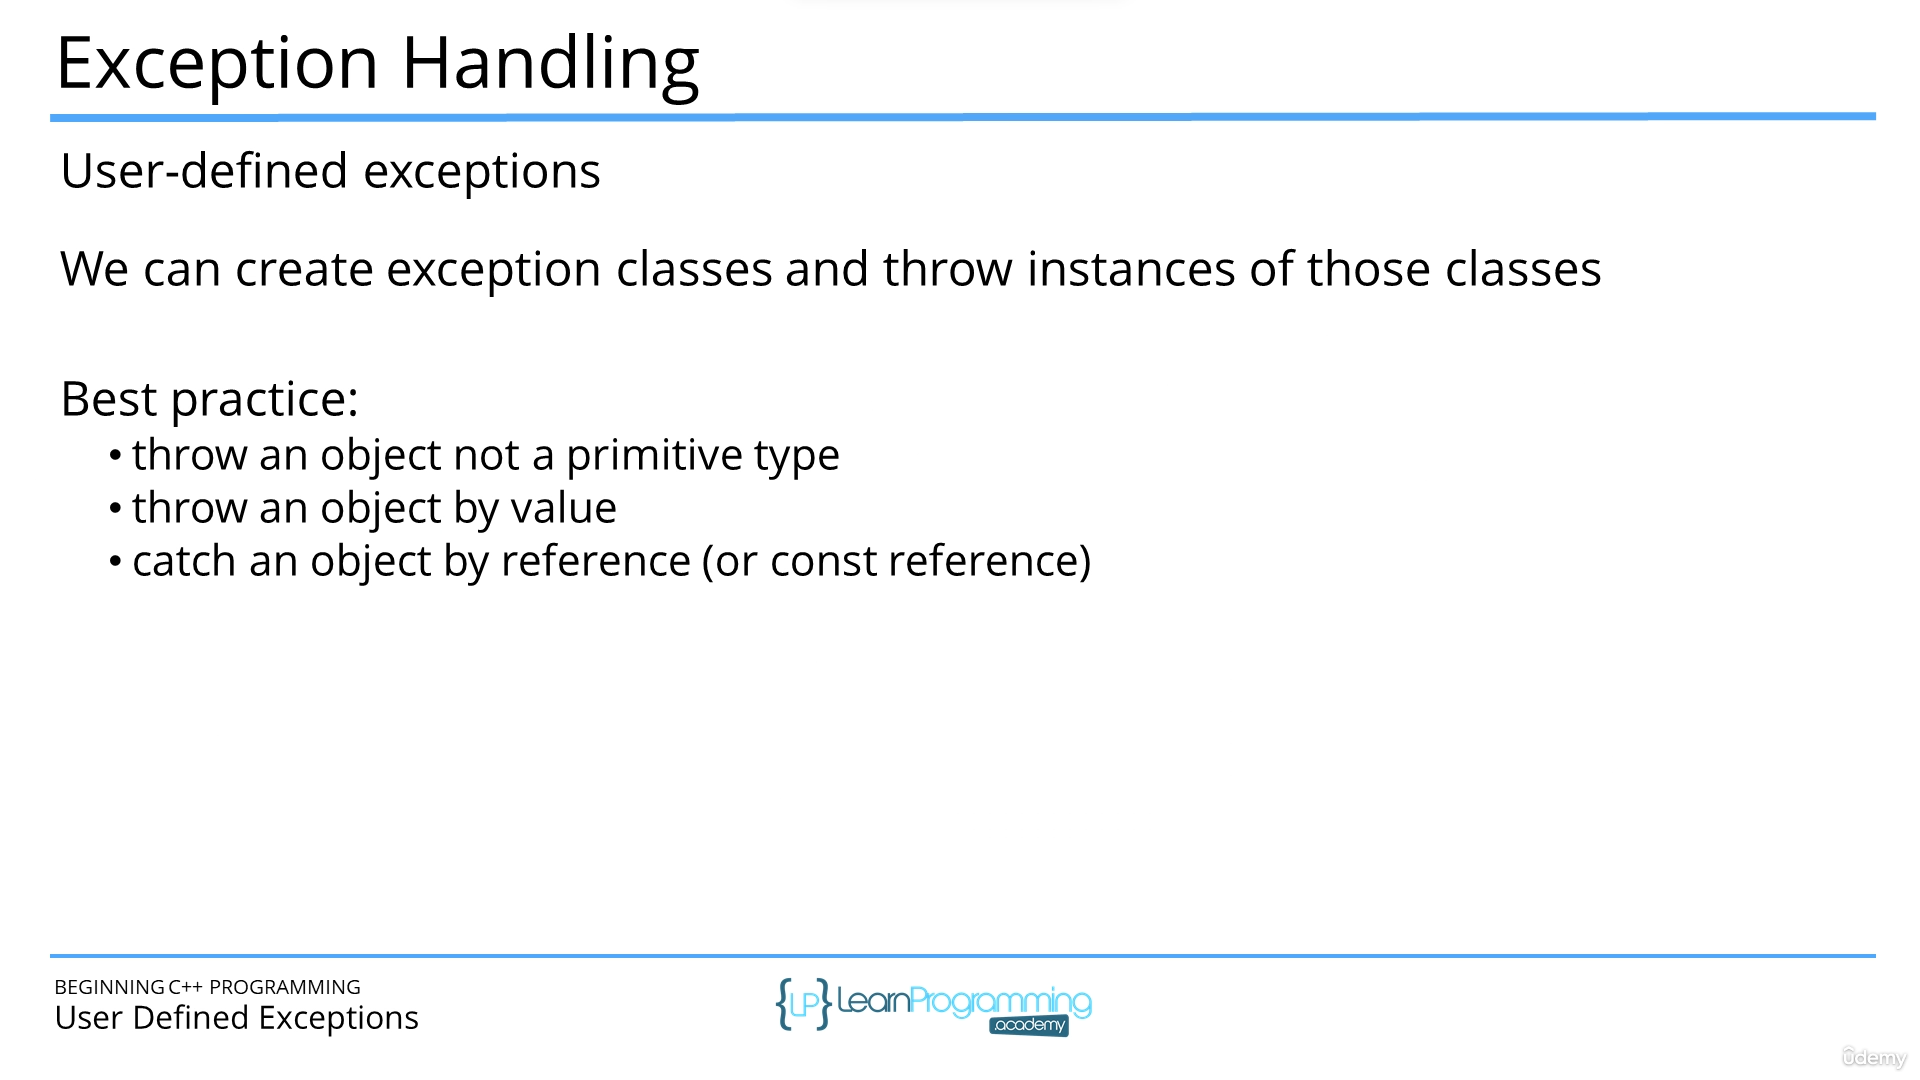 Exception Handling
User-defined exceptions
We can create exception classes and throw instances of those classes
Best practice:
• throw an object not a primitive type
• throw an object by value
• catch an object by reference (or const reference)
BEGINNING C++ PROGRAMMING
User Defined Exceptions
{LP} LearnProgramming
.academy
ûdemy